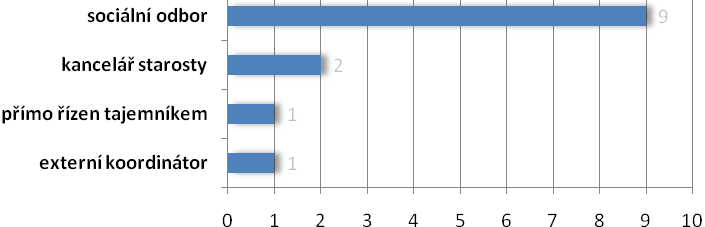 sociální odbor 9
kancelář starosty 2
přímo řízen tajemníkem 1
externí koordinátor 1
0 1 2 3 4 5 6 7 8 9 10